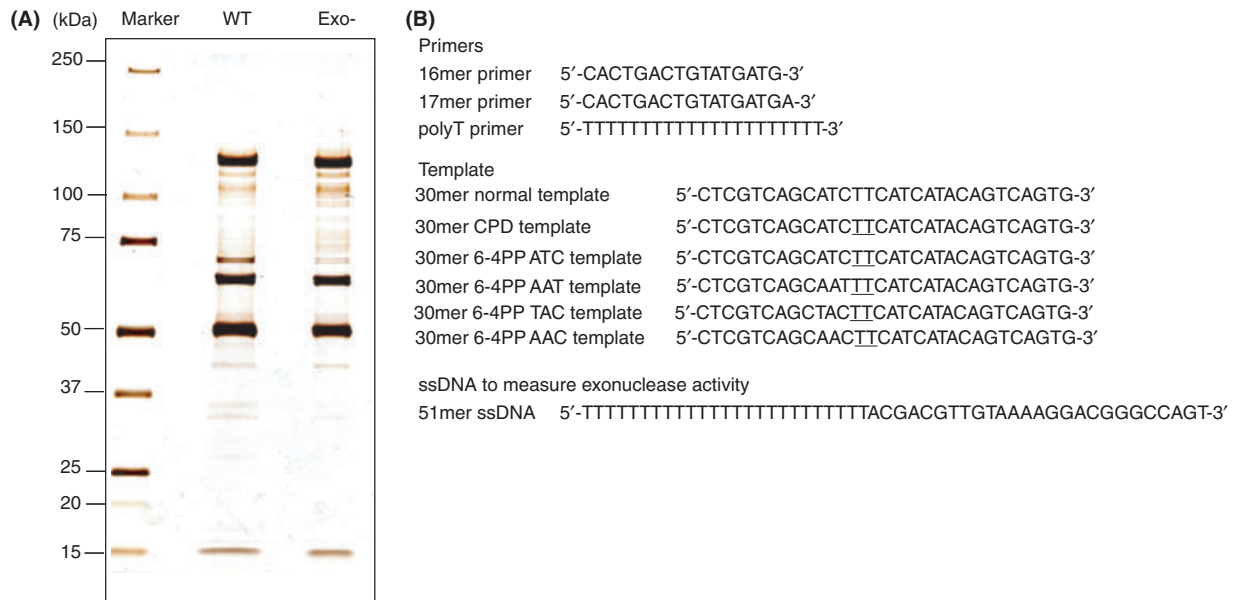 (A) (kDa) Marker WT Exo-
250
150
100
75
50
37
25
20
15
(B)
Primers
16mer primer 5′-CACTGACTGTATGATG-3′
17mer primer 5′-CACTGACTGTATGATGA-3′
polyT primer 5′-TTTTTTTTTTTTTTTTTTTTT-3′
Template
30mer normal template 5′-CTCGTCAGCATCTTCATCATACAGTCAGTG-3′
30mer CPD template 5′-CTCGTCAGCATCTTCATCATACAGTCAGTG-3′
30mer 6-4PP ATC template 5′-CTCGTCAGCATCTTCATCATACAGTCAGTG-3′
30mer 6-4PP AAT template 5′-CTCGTCAGCAATTTCATCATACAGTCAGTG-3′
30mer 6-4PP TAC template 5′-CTCGTCAGCTACTTCATCATACAGTCAGTG-3′
30mer 6-4PP AAC template 5′-CTCGTCAGCAACTTCATCATACAGTCAGTG-3′
ssDNA to measure exonuclease activity
51mer ssDNA 5′-TTTTTTTTTTTTTTTTTTTTTTTTTACGACGTTGTAAAAGGACGGGCCAGT-3′